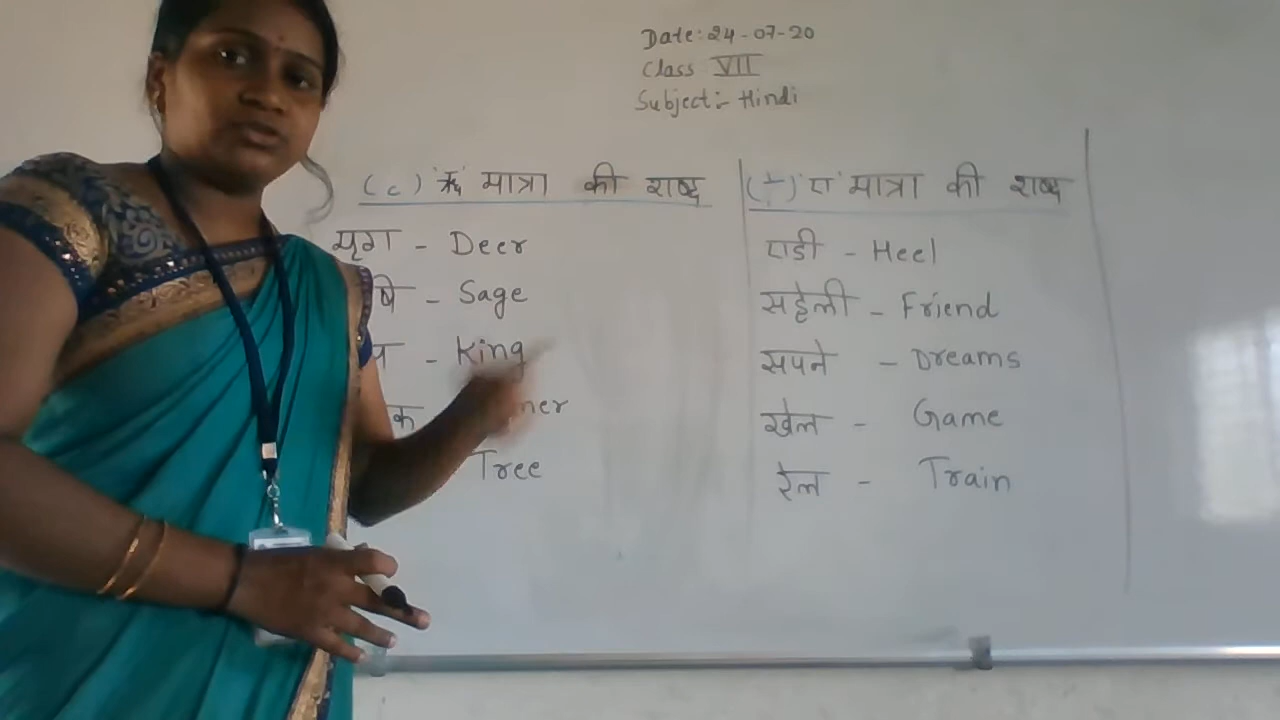 Date: 24-07-20
Class VII
Subject:- Hindi
(ृ) 'ऋ' मात्रा की शब्द
(े) 'ए' मात्रा की शब्द
मृग - Deer
षि - Sage
- King
क
Tree
एडी - Heel
सहेली - Friend
सपने - Dreams
खेल - Game
रेल - Train